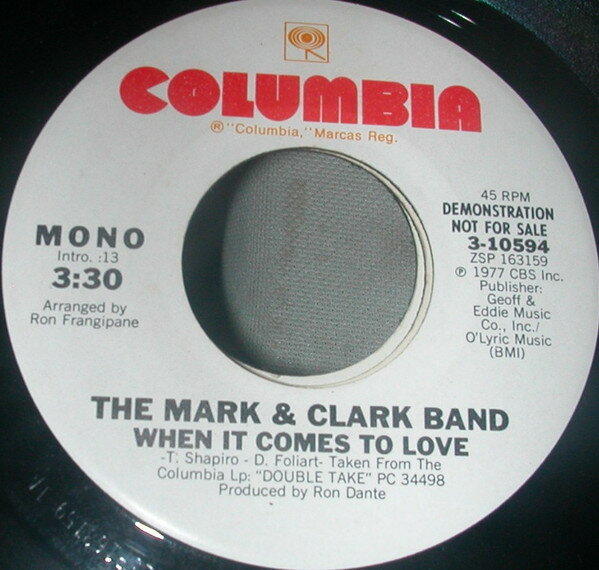 COLUMBIA
® "Columbia," Marcas Reg.
MONO
Intro. :13
3:30
Arranged by
Ron Frangipane
45 RPM
DEMONSTRATION
NOT FOR SALE
3-10594
ZSP 163159
℗ 1977 CBS Inc.
Publisher:
Geoff &
Eddie Music
Co., Inc./
O'Lyric Music
(BMI)
THE MARK & CLARK BAND
WHEN IT COMES TO LOVE
-T. Shapiro - D. Foliart- Taken From The
Columbia Lp: "DOUBLE TAKE" PC 34498
Produced by Ron Dante